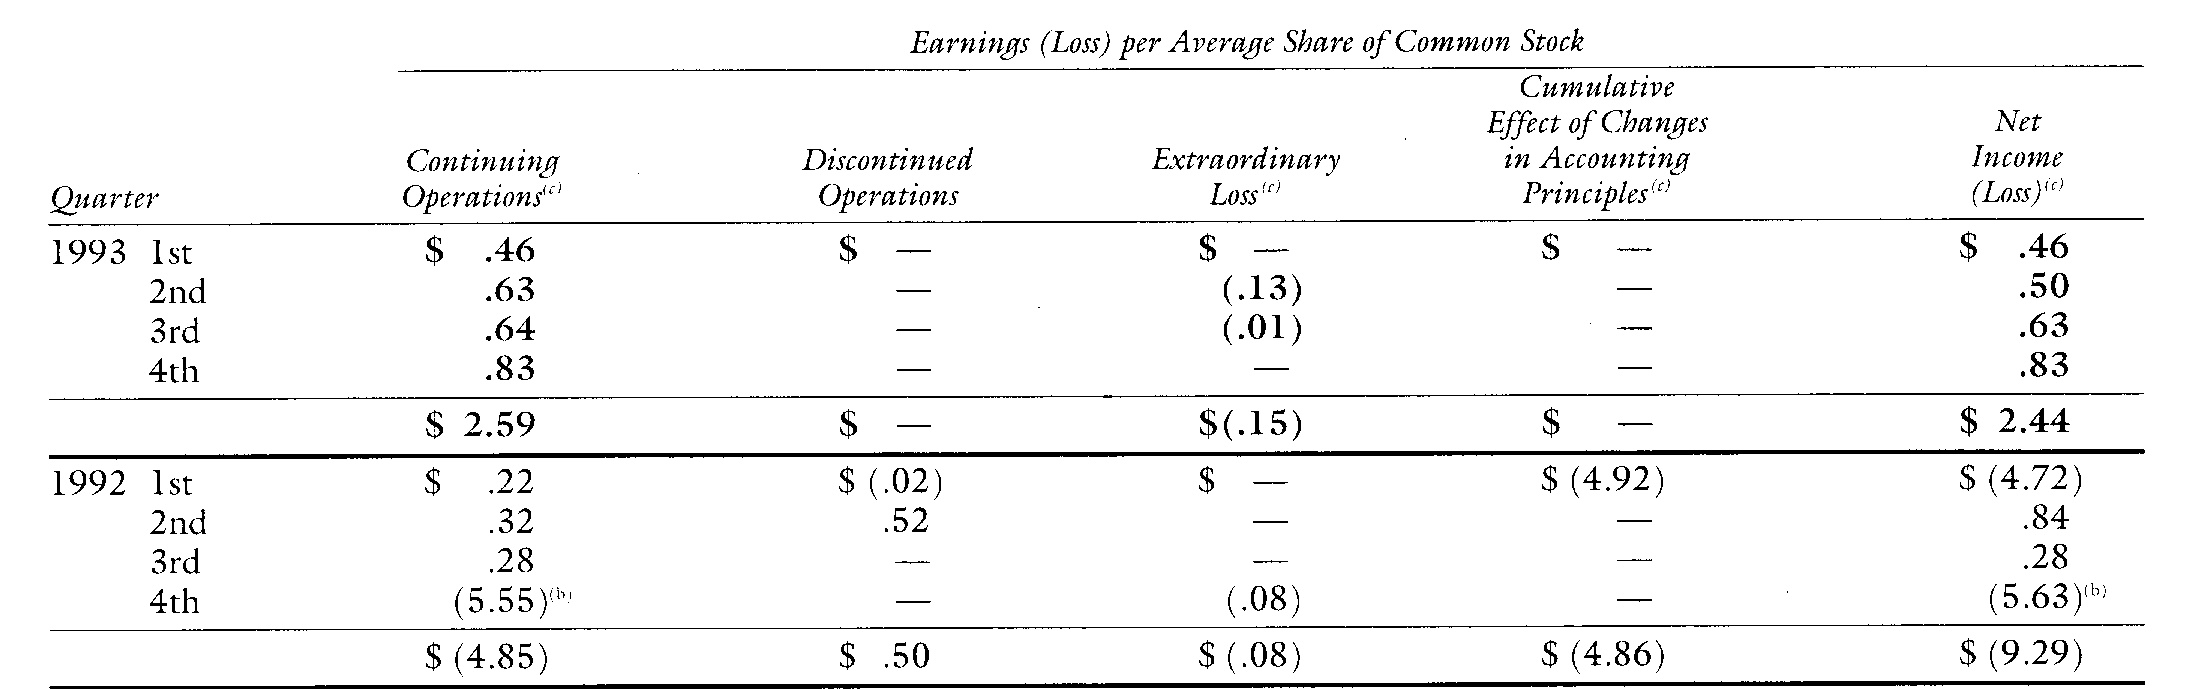 Earnings (Loss) per Average Share of Common Stock
Cumulative
Effect of Changes Net
Continuing Discontinued Extraordinary in Accounting Income
Quarter Operations(c) Operations Loss(c) Principles(c) (Loss)(c)
1993 1st $ .46 $ — $ — $ — $ .46
2nd .63 — (.13) — .50
3rd .64 — (.01) — .63
4th .83 — — — .83
$ 2.59 $ — $(.15) $ — $ 2.44
1992 1st $ .22 $ (.02) $ — $ (4.92) $ (4.72)
2nd .32 .52 — — .84
3rd .28 — — — .28
4th (5.55)(b) — (.08) — (5.63)(b)
$ (4.85) $ .50 $ (.08) $ (4.86) $ (9.29)